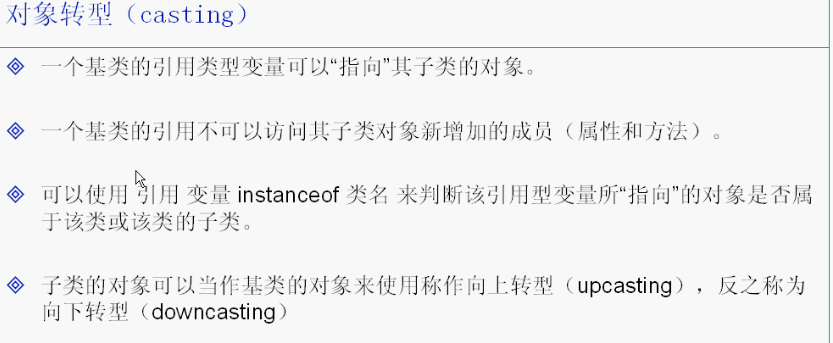 对象转型（casting）
一个基类的引用类型变量可以“指向”其子类的对象。
一个基类的引用不可以访问其子类对象新增加的成员（属性和方法）。
可以使用 引用 变量 instanceof 类名 来判断该引用型变量所“指向”的对象是否属
于该类或该类的子类。
子类的对象可以当作基类的对象来使用称作向上转型（upcasting），反之称为
向下转型（downcasting）